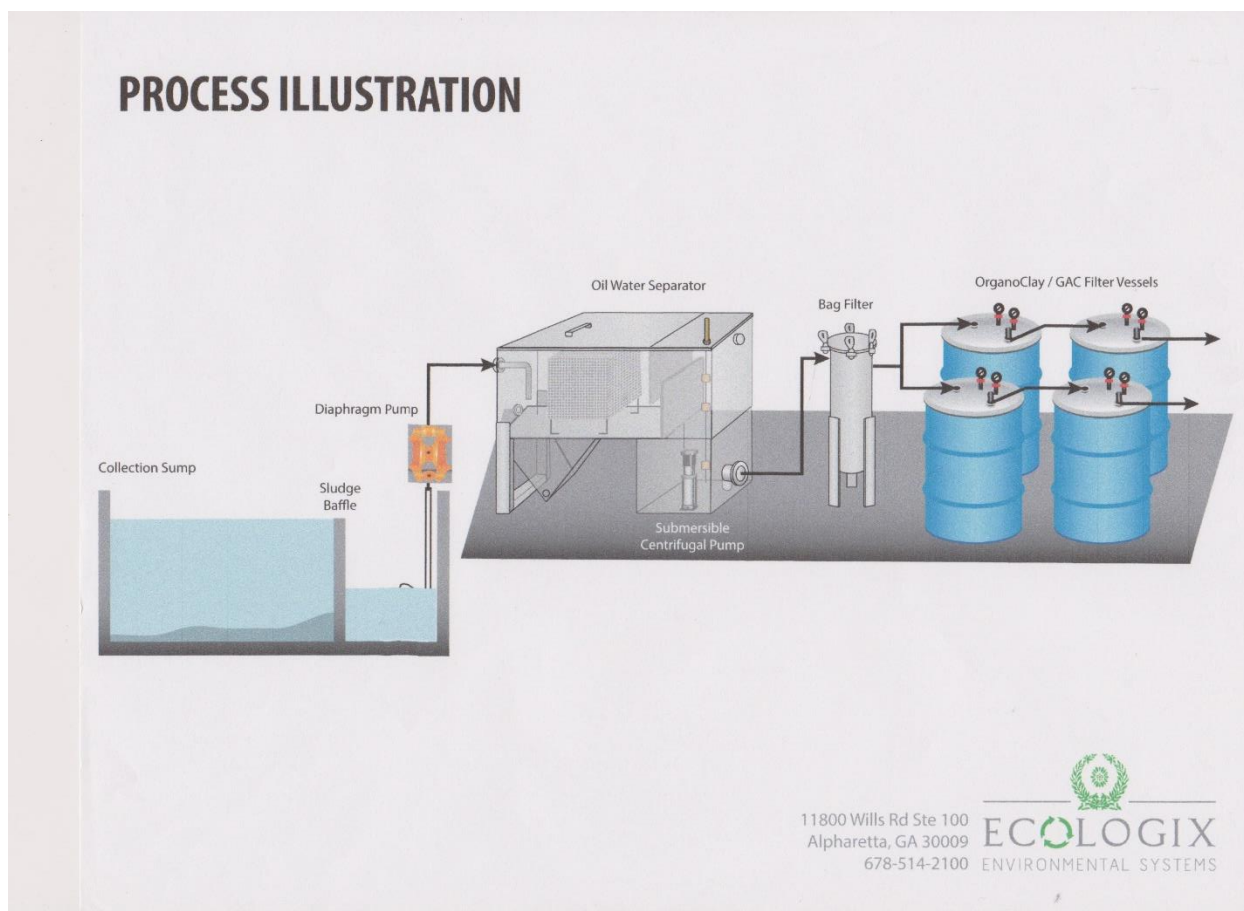 PROCESS ILLUSTRATION
Oil Water Separator
OrganoClay / GAC Filter Vessels
Bag Filter
Diaphragm Pump
Collection Sump
Sludge
Baffle
Submersible
Centrifugal Pump
11800 Wills Rd Ste 100
Alpharetta, GA 30009
678-514-2100
ECOLOGIX
ENVIRONMENTAL SYSTEMS